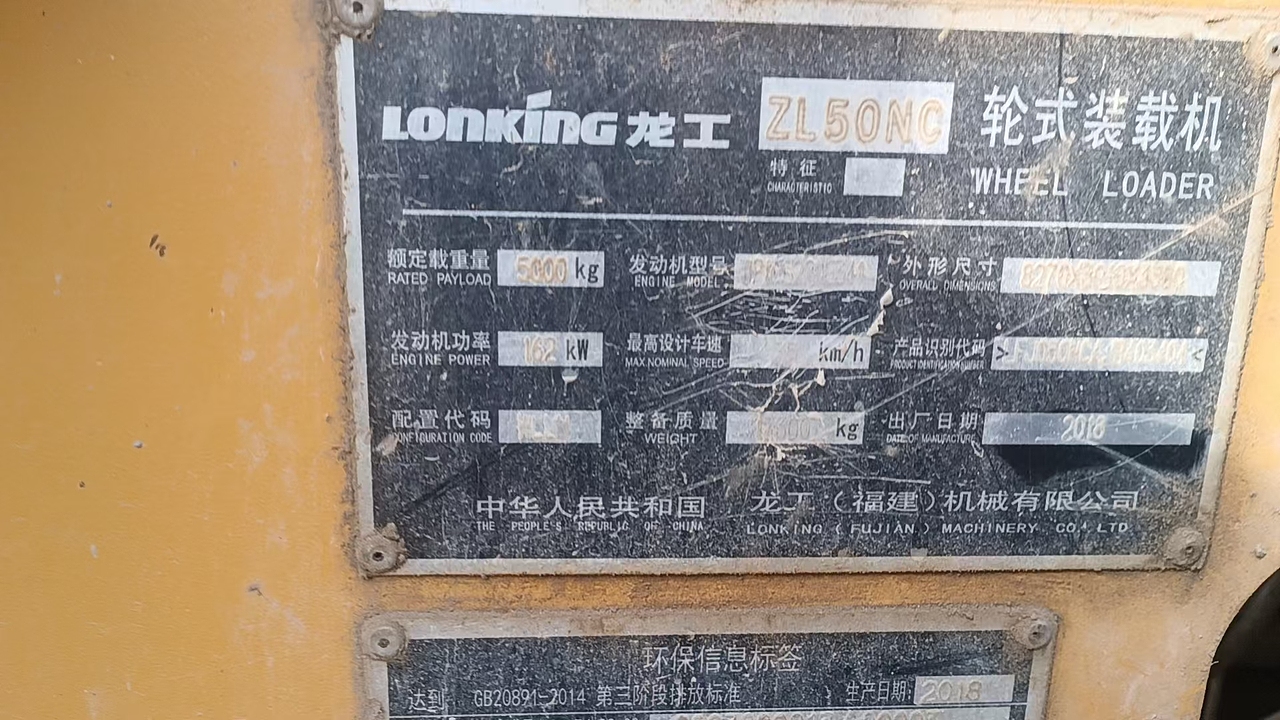 LONKING 龙工 ZL50NC 轮式装载机
特征
CHARACTERISTIC
WHEEL LOADER
额定载重量 5000 kg 发动机型号 外形尺寸
RATED PAYLOAD ENGINE MODEL OVERALL DIMENSIONS
发动机功率 162 kW 最高设计车速 km/h 产品识别代码
ENGINE POWER MAX NOMINAL SPEED PRODUCT IDENTIFICATION NUMBER
配置代码 整备质量 kg 出厂日期 2018
CONFIGURATION CODE WEIGHT DATE OF MANUFACTURE
中华人民共和国 龙工(福建)机械有限公司
THE PEOPLE'S REPUBLIC OF CHINA LONKING (FUJIAN) MACHINERY CO. LTD
环保信息标签
达到 GB20891-2014 第三阶段排放标准 生产日期: 2018